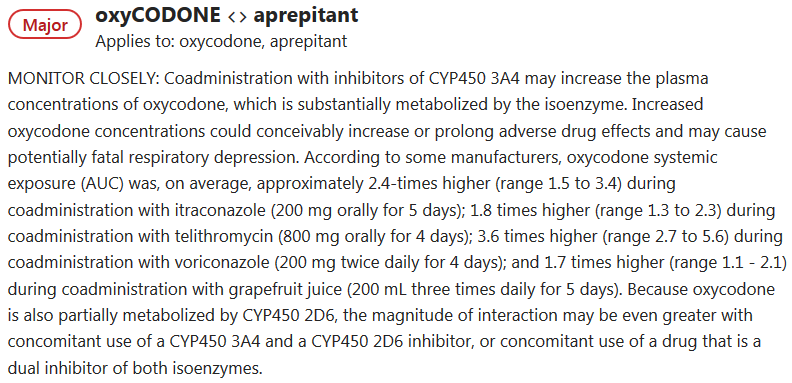 Major
oxyCODONE <> aprepitant
Applies to: oxycodone, aprepitant
MONITOR CLOSELY: Coadministration with inhibitors of CYP450 3A4 may increase the plasma
concentrations of oxycodone, which is substantially metabolized by the isoenzyme. Increased
oxycodone concentrations could conceivably increase or prolong adverse drug effects and may cause
potentially fatal respiratory depression. According to some manufacturers, oxycodone systemic
exposure (AUC) was, on average, approximately 2.4-times higher (range 1.5 to 3.4) during
coadministration with itraconazole (200 mg orally for 5 days); 1.8 times higher (range 1.3 to 2.3) during
coadministration with telithromycin (800 mg orally for 4 days); 3.6 times higher (range 2.7 to 5.6) during
coadministration with voriconazole (200 mg twice daily for 4 days); and 1.7 times higher (range 1.1 - 2.1)
during coadministration with grapefruit juice (200 mL three times daily for 5 days). Because oxycodone
is also partially metabolized by CYP450 2D6, the magnitude of interaction may be even greater with
concomitant use of a CYP450 3A4 and a CYP450 2D6 inhibitor, or concomitant use of a drug that is a
dual inhibitor of both isoenzymes.